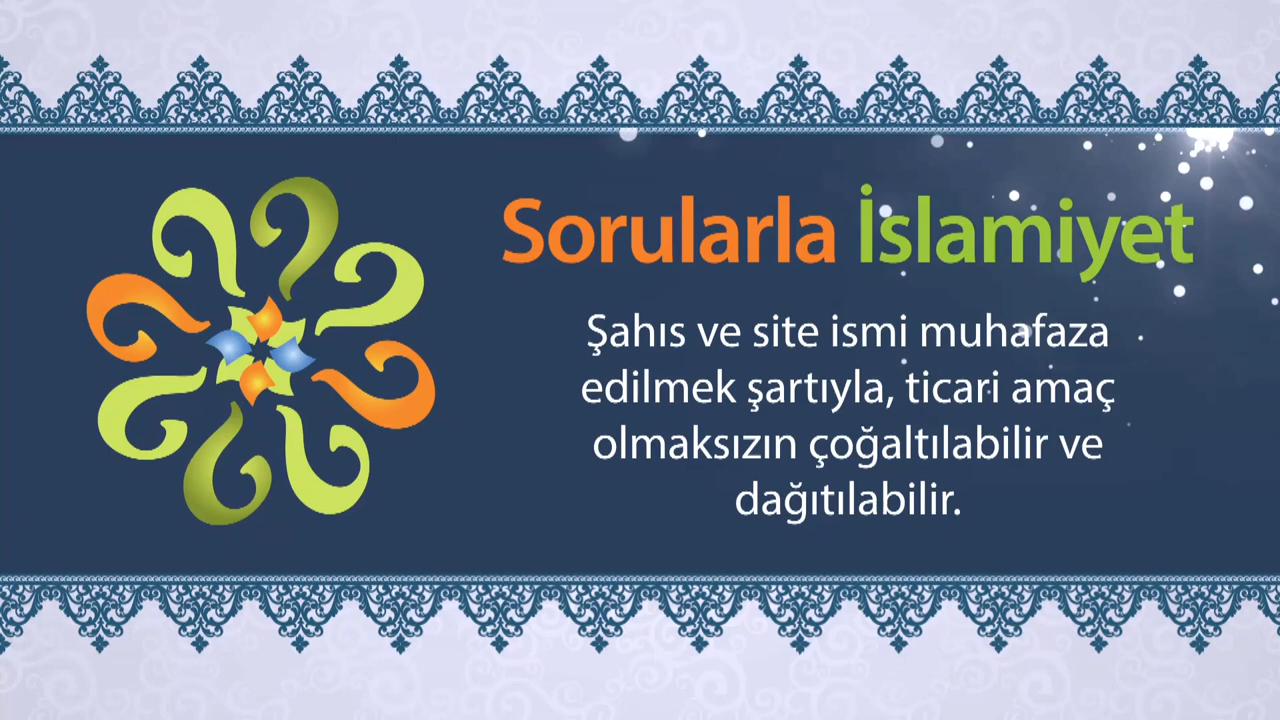 Sorularla İslamiyet
Şahıs ve site ismi muhafaza
edilmek şartıyla, ticari amaç
olmaksızın çoğaltılabilir ve
dağıtılabilir.